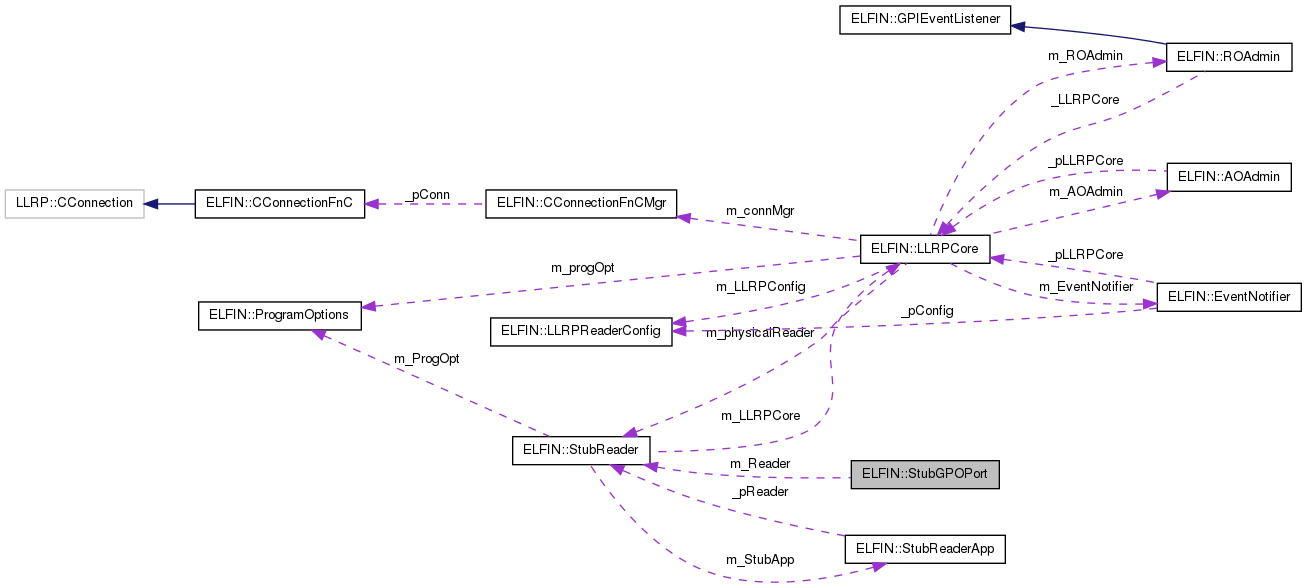 ELFIN::GPIEventListener
m_ROAdmin
ELFIN::ROAdmin
_LLRPCore
_pLLRPCore
ELFIN::AOAdmin
m_AOAdmin
LLRP::CConnection
ELFIN::CConnectionFnC
_pConn
ELFIN::CConnectionFnCMgr
m_connMgr
ELFIN::LLRPCore
_pLLRPCore
m_progOpt
m_LLRPConfig
m_EventNotifier
ELFIN::EventNotifier
ELFIN::ProgramOptions
ELFIN::LLRPReaderConfig
_pConfig
m_physicalReader
m_ProgOpt
m_LLRPCore
ELFIN::StubReader
m_Reader
ELFIN::StubGPOPort
_pReader
ELFIN::StubReaderApp
m_StubApp